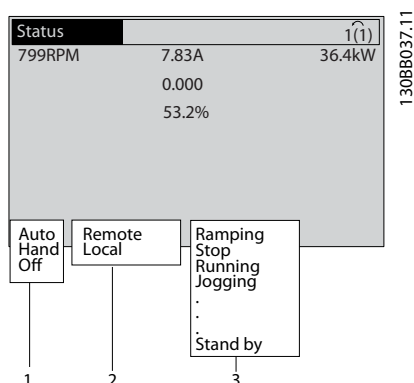 Status 1(1)
799RPM 7.83A 36.4kW
0.000
53.2%
Auto
Hand
Off
Remote
Local
Ramping
Stop
Running
Jogging
.
.
.
Stand by
1 2 3
130BB037.11